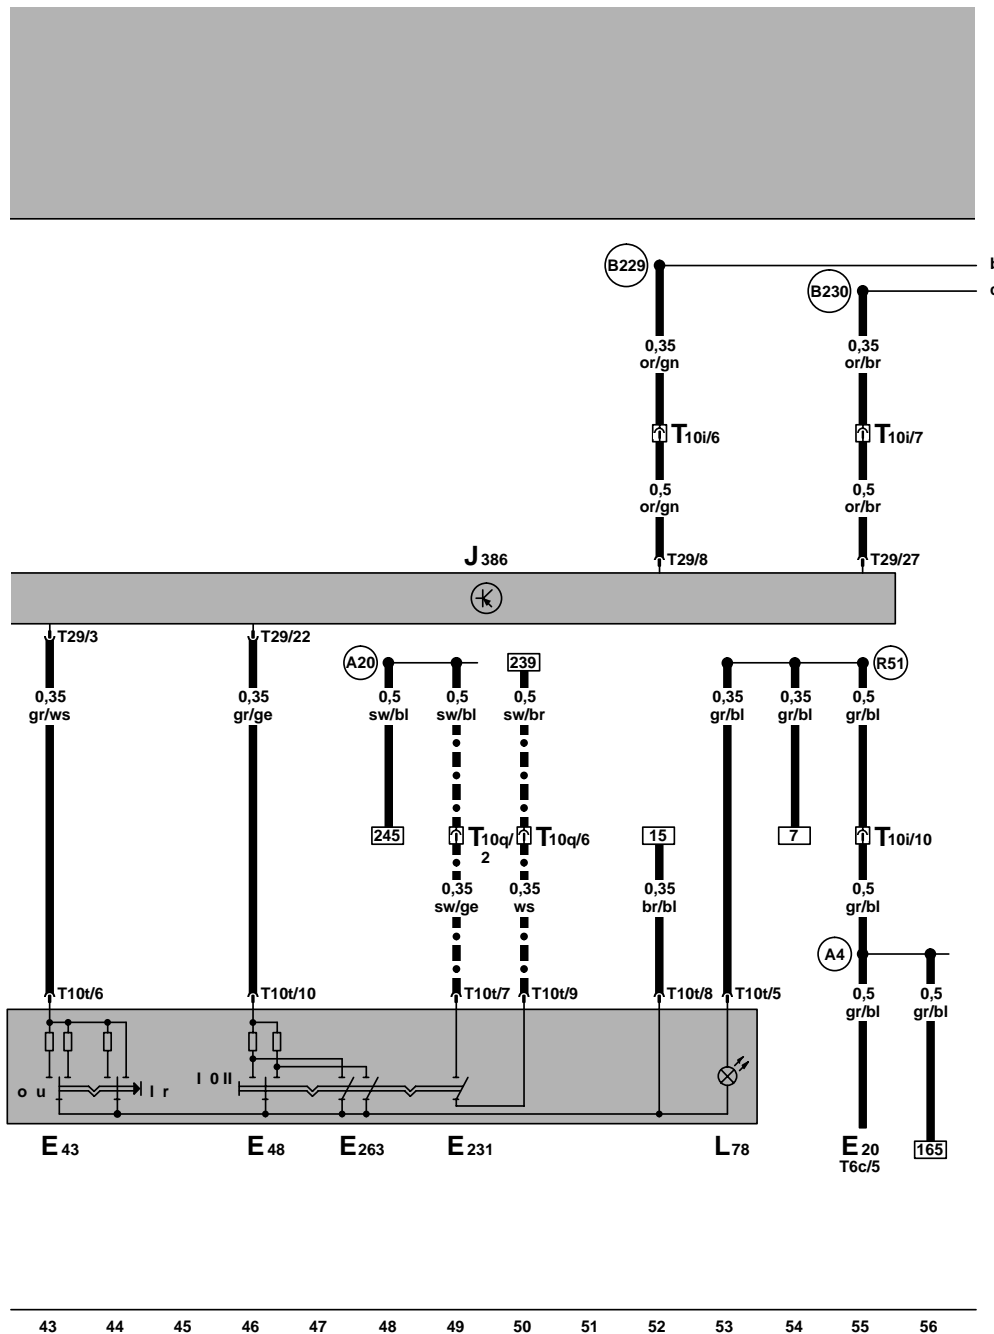 B229
b
B230
0,35
or/gn
0,35
or/br
T10i/6
T10i/7
0,5
or/gn
0,5
or/br
J386
T29/8
T29/27
T29/3
T29/22
A20
239
R51
0,35
gr/ws
0,35
gr/ge
0,5
sw/bl
0,5
sw/bl
0,5
sw/br
0,35
gr/bl
0,35
gr/bl
0,5
gr/bl
245
T10q/
2
T10q/6
15
7
T10i/10
0,35
sw/ge
0,35
ws
0,35
br/bl
0,5
gr/bl
A4
T10t/6
T10t/10
T10t/7
T10t/9
T10t/8
T10t/5
0,5
gr/bl
0,5
gr/bl
o u
l r
I 0 II
E43
E48
E263
E231
L78
E20
T6c/5
165
43 44 45 46 47 48 49 50 51 52 53 54 55 56